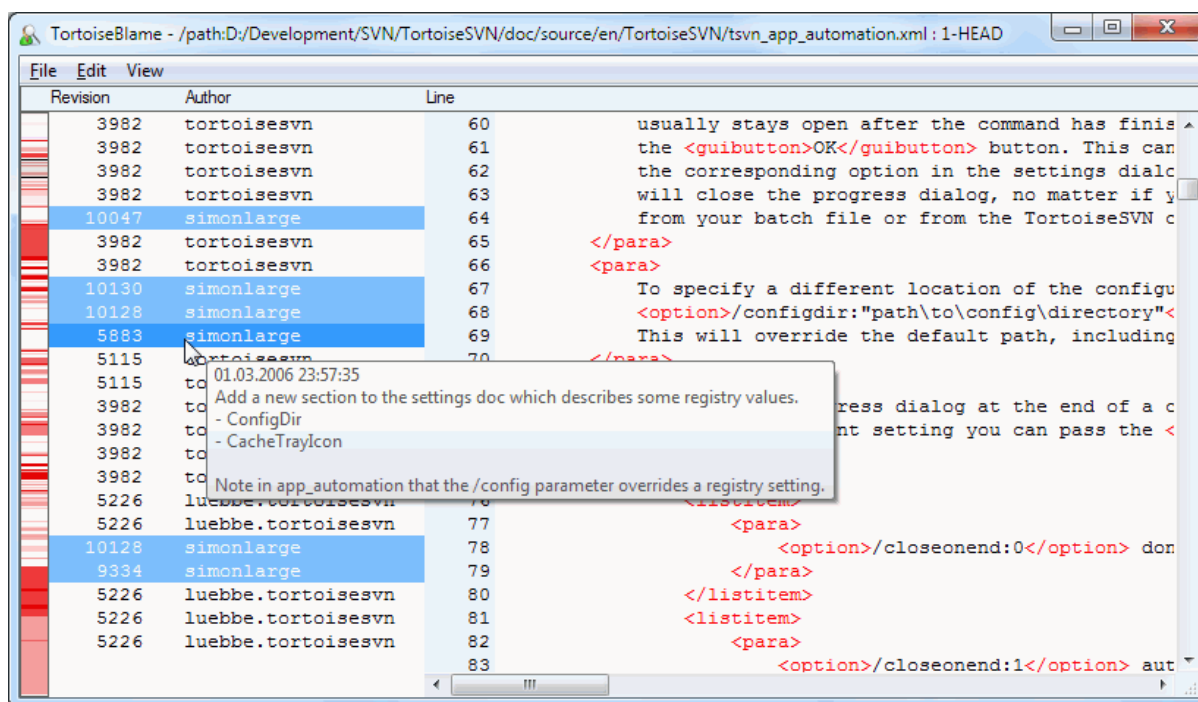 TortoiseBlame - /path:D:/Development/SVN/TortoiseSVN/doc/source/en/TortoiseSVN/tsvn_app_automation.xml : 1-HEAD
File Edit View
Revision Author Line
3982 tortoisesvn 60 usually stays open after the command has finis
3982 tortoisesvn 61 the <guibutton>OK</guibutton> button. This can
3982 tortoisesvn 62 the corresponding option in the settings dialo
3982 tortoisesvn 63 will close the progress dialog, no matter if y
10047 simonlarge 64 from your batch file or from the TortoiseSVN c
3982 tortoisesvn 65 </para>
3982 tortoisesvn 66 <para>
10130 simonlarge 67 To specify a different location of the configu
10128 simonlarge 68 <option>/configdir:"path\to\config\directory"<
5883 simonlarge 69 This will override the default path, including
5115 tortoisesvn 70 </para>
5115 to
3982 to ress dialog at the end of a c
3982 to nt setting you can pass the <
3982 to
3982 to
01.03.2006 23:57:35
Add a new section to the settings doc which describes some registry values.
- ConfigDir
- CacheTrayIcon
Note in app_automation that the /config parameter overrides a registry setting.
5226 luebbe.tortoisesvn 76 <listitem>
5226 luebbe.tortoisesvn 77 <para>
10128 simonlarge 78 <option>/closeonend:0</option> don
9334 simonlarge 79 </para>
5226 luebbe.tortoisesvn 80 </listitem>
5226 luebbe.tortoisesvn 81 <listitem>
5226 luebbe.tortoisesvn 82 <para>
83 <option>/closeonend:1</option> aut